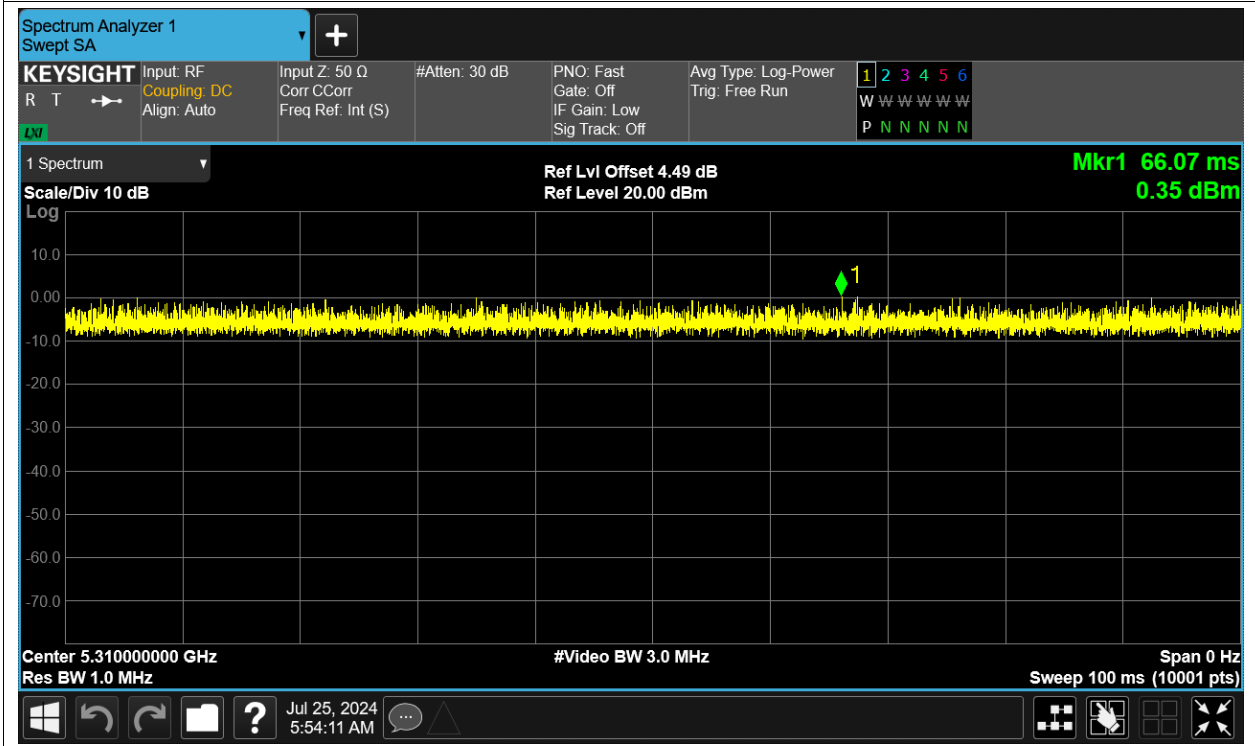 Spectrum Analyzer 1
Swept SA
KEYSIGHT
R T
LXI
Input: RF
Coupling: DC
Align: Auto
Input Z: 50 Ω
Corr CCorr
Freq Ref: Int (S)
#Atten: 30 dB
PNO: Fast
Gate: Off
IF Gain: Low
Sig Track: Off
Avg Type: Log-Power
Trig: Free Run
1 2 3 4 5 6
W W W W W W
P N N N N N
1 Spectrum
Scale/Div 10 dB
Ref Lvl Offset 4.49 dB
Ref Level 20.00 dBm
Mkr1 66.07 ms
0.35 dBm
Log
10.0
1
0.00
-10.0
-20.0
-30.0
-40.0
-50.0
-60.0
-70.0
Center 5.310000000 GHz
Res BW 1.0 MHz
#Video BW 3.0 MHz
Span 0 Hz
Sweep 100 ms (10001 pts)
?
Jul 25, 2024
5:54:11 AM